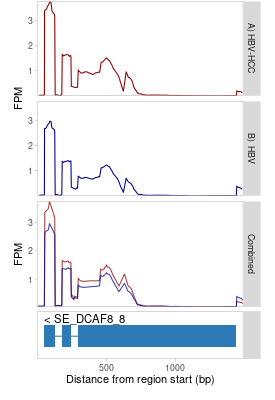 3
2
1
FPM
A) HBV-HCC
3
2
1
FPM
B) HBV
3
2
1
FPM
Combined
< SE_DCAF8_8
500 1000
Distance from region start (bp)